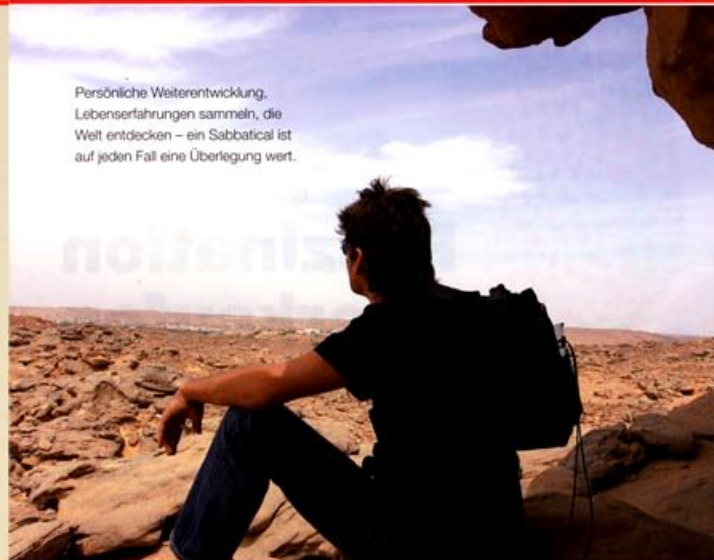 Persönliche Weiterentwicklung,
Lebenserfahrungen sammeln, die
Welt entdecken – ein Sabbatical ist
auf jeden Fall eine Überlegung wert.